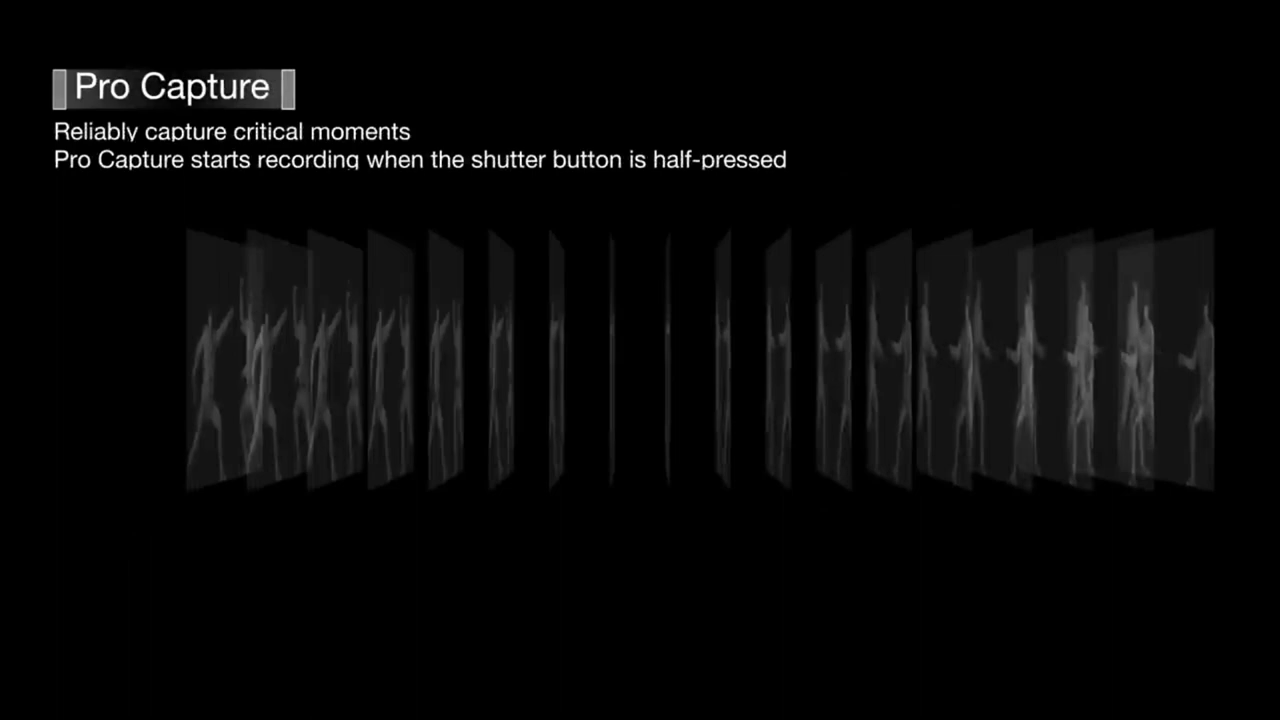 Pro Capture
Reliably capture critical moments
Pro Capture starts recording when the shutter button is half-pressed